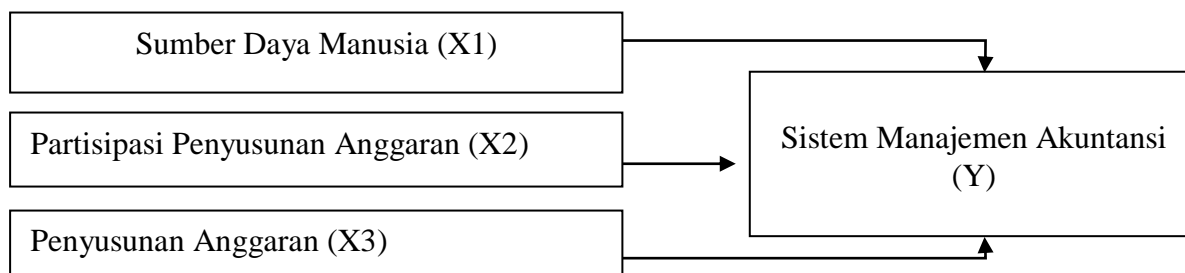 Sumber Daya Manusia (X1)
Partisipasi Penyusunan Anggaran (X2)
Sistem Manajemen Akuntansi
(Y)
Penyusunan Anggaran (X3)